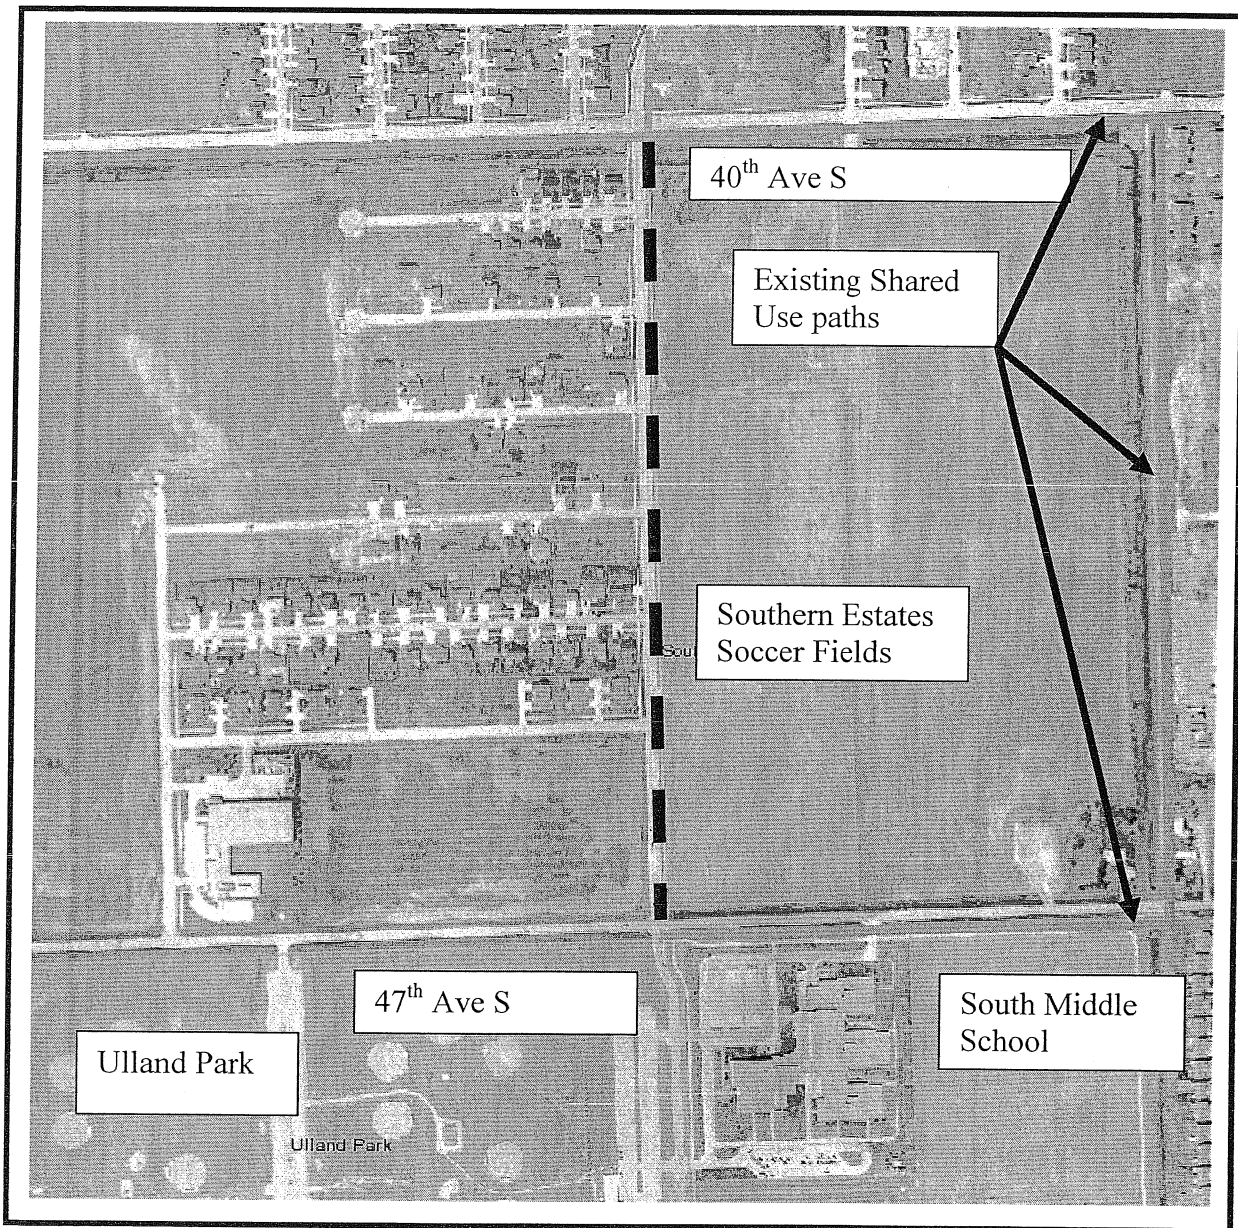 40th Ave S
Existing Shared
Use paths
Southern Estates
Soccer Fields
Sou
47th Ave S
South Middle
School
Ulland Park
Ulland Park